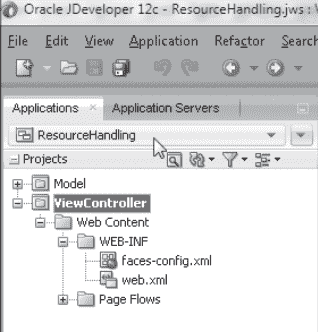 Oracle JDeveloper 12c - ResourceHandling.jws : V
File Edit View Application Refactor Search
Applications × Application Servers
ResourceHandling
Projects
Model
ViewController
Web Content
WEB-INF
faces-config.xml
web.xml
Page Flows